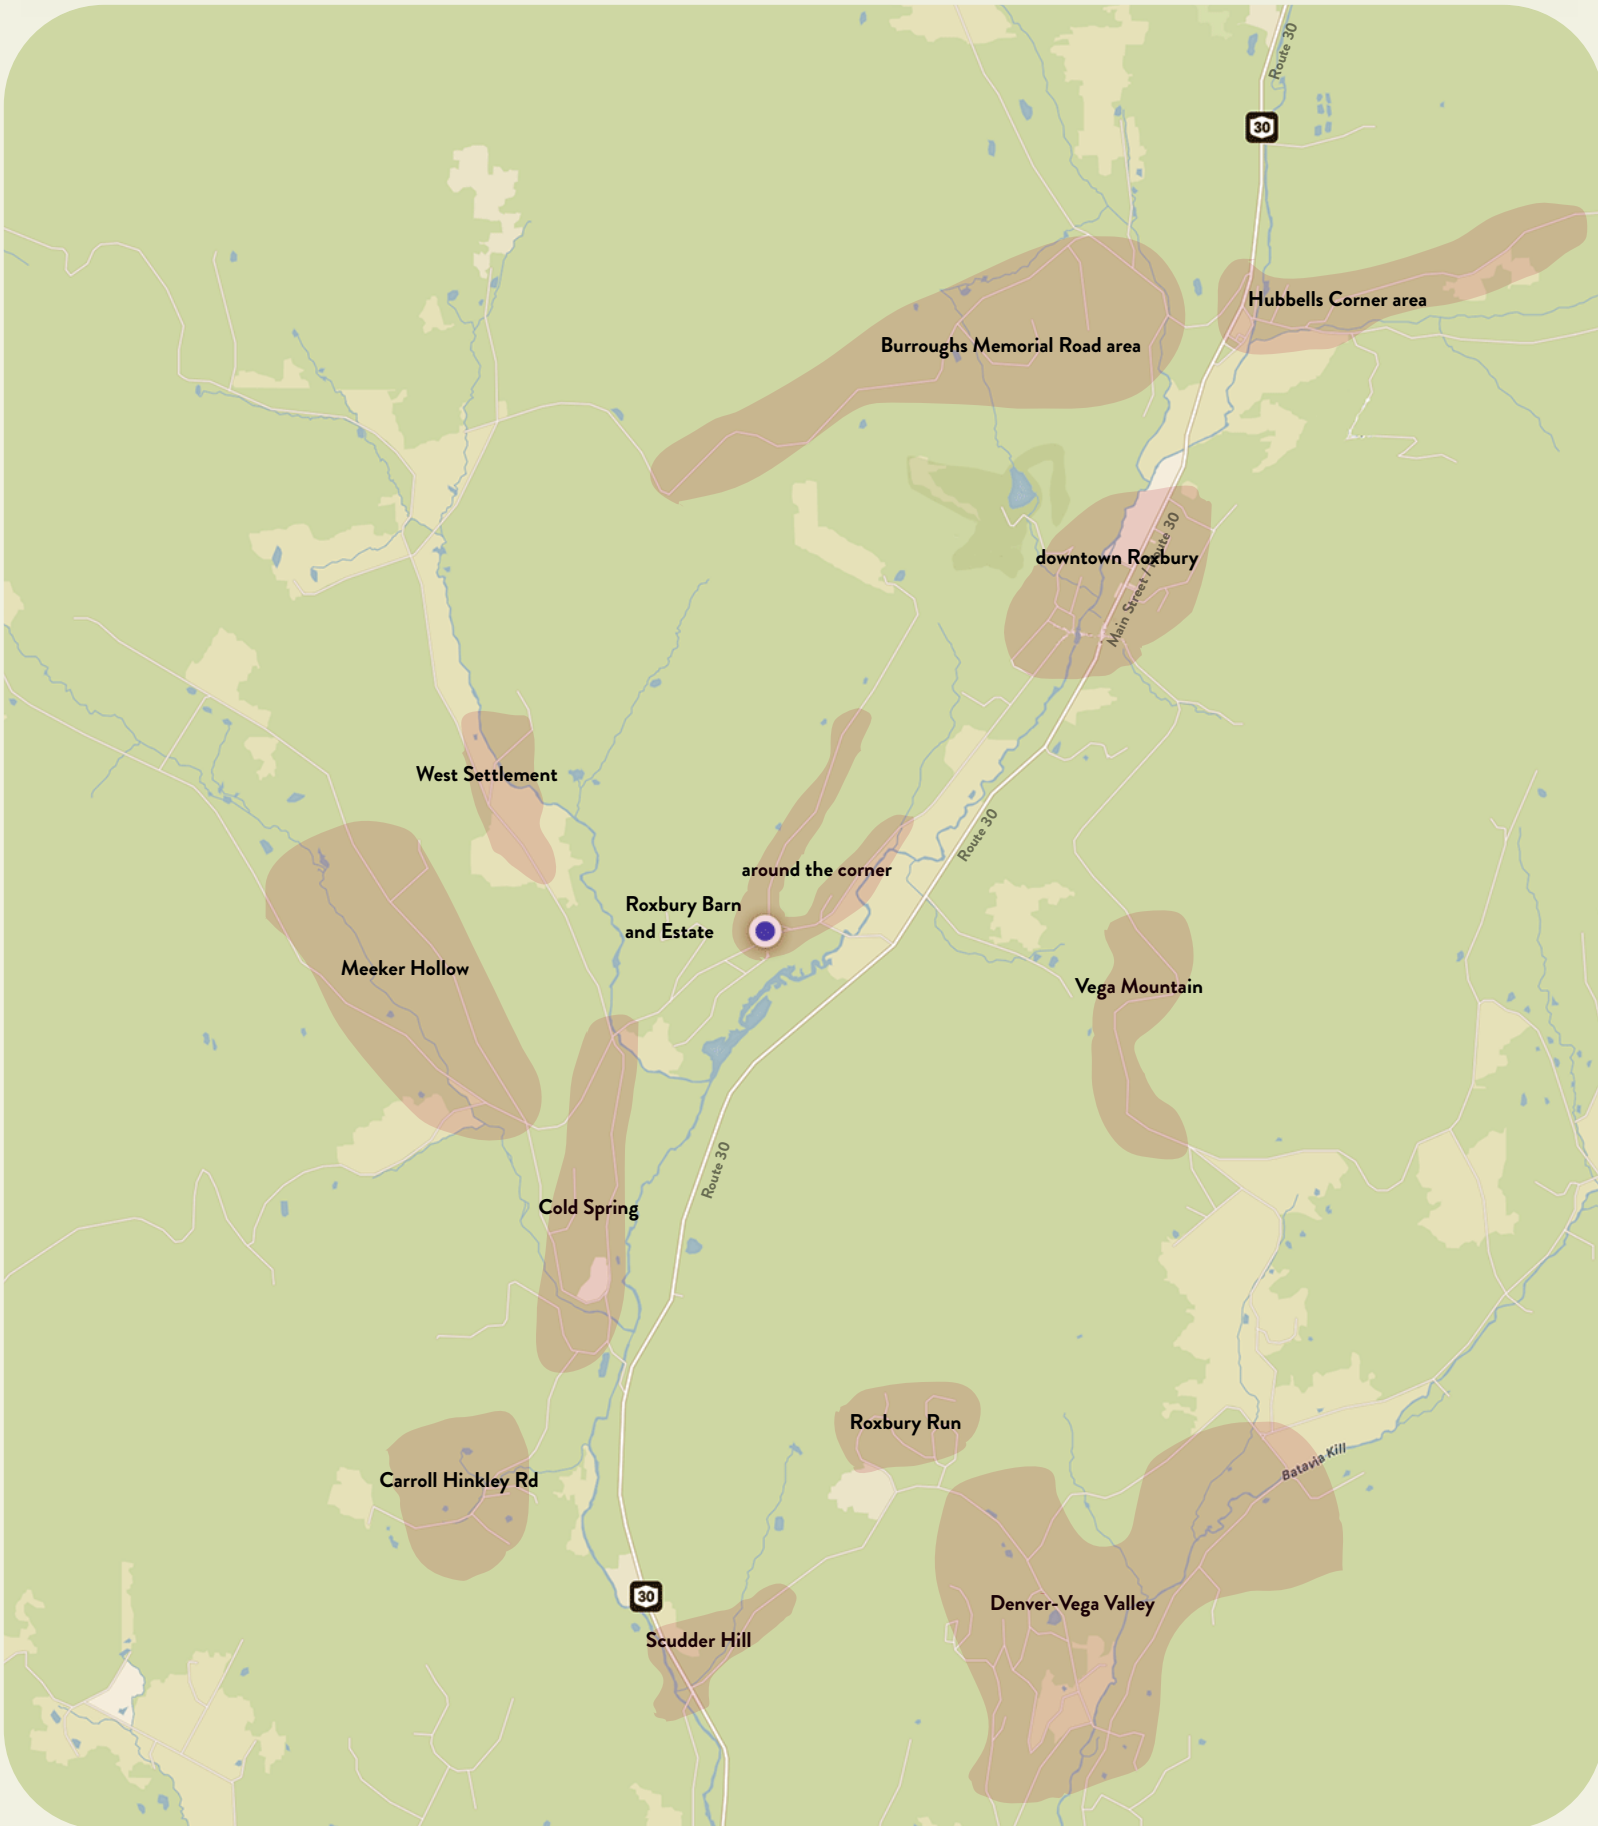 Route 30
30
Hubbells Corner area
Burroughs Memorial Road area
downtown Roxbury
Main Street / Route 30
West Settlement
Route 30
around the corner
Roxbury Barn
and Estate
Meeker Hollow
Vega Mountain
Route 30
Cold Spring
Roxbury Run
Batavia Kill
Carroll Hinkley Rd
30
Denver-Vega Valley
Scudder Hill